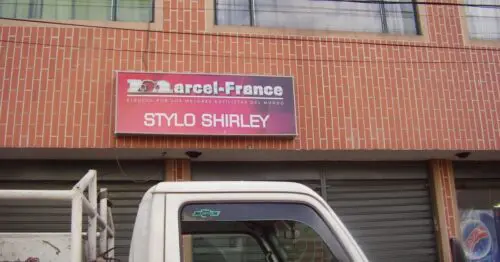 Marcel-France
ELEGIDO POR LOS MEJORES ESTILISTAS DEL MUNDO
STYLO SHIRLEY